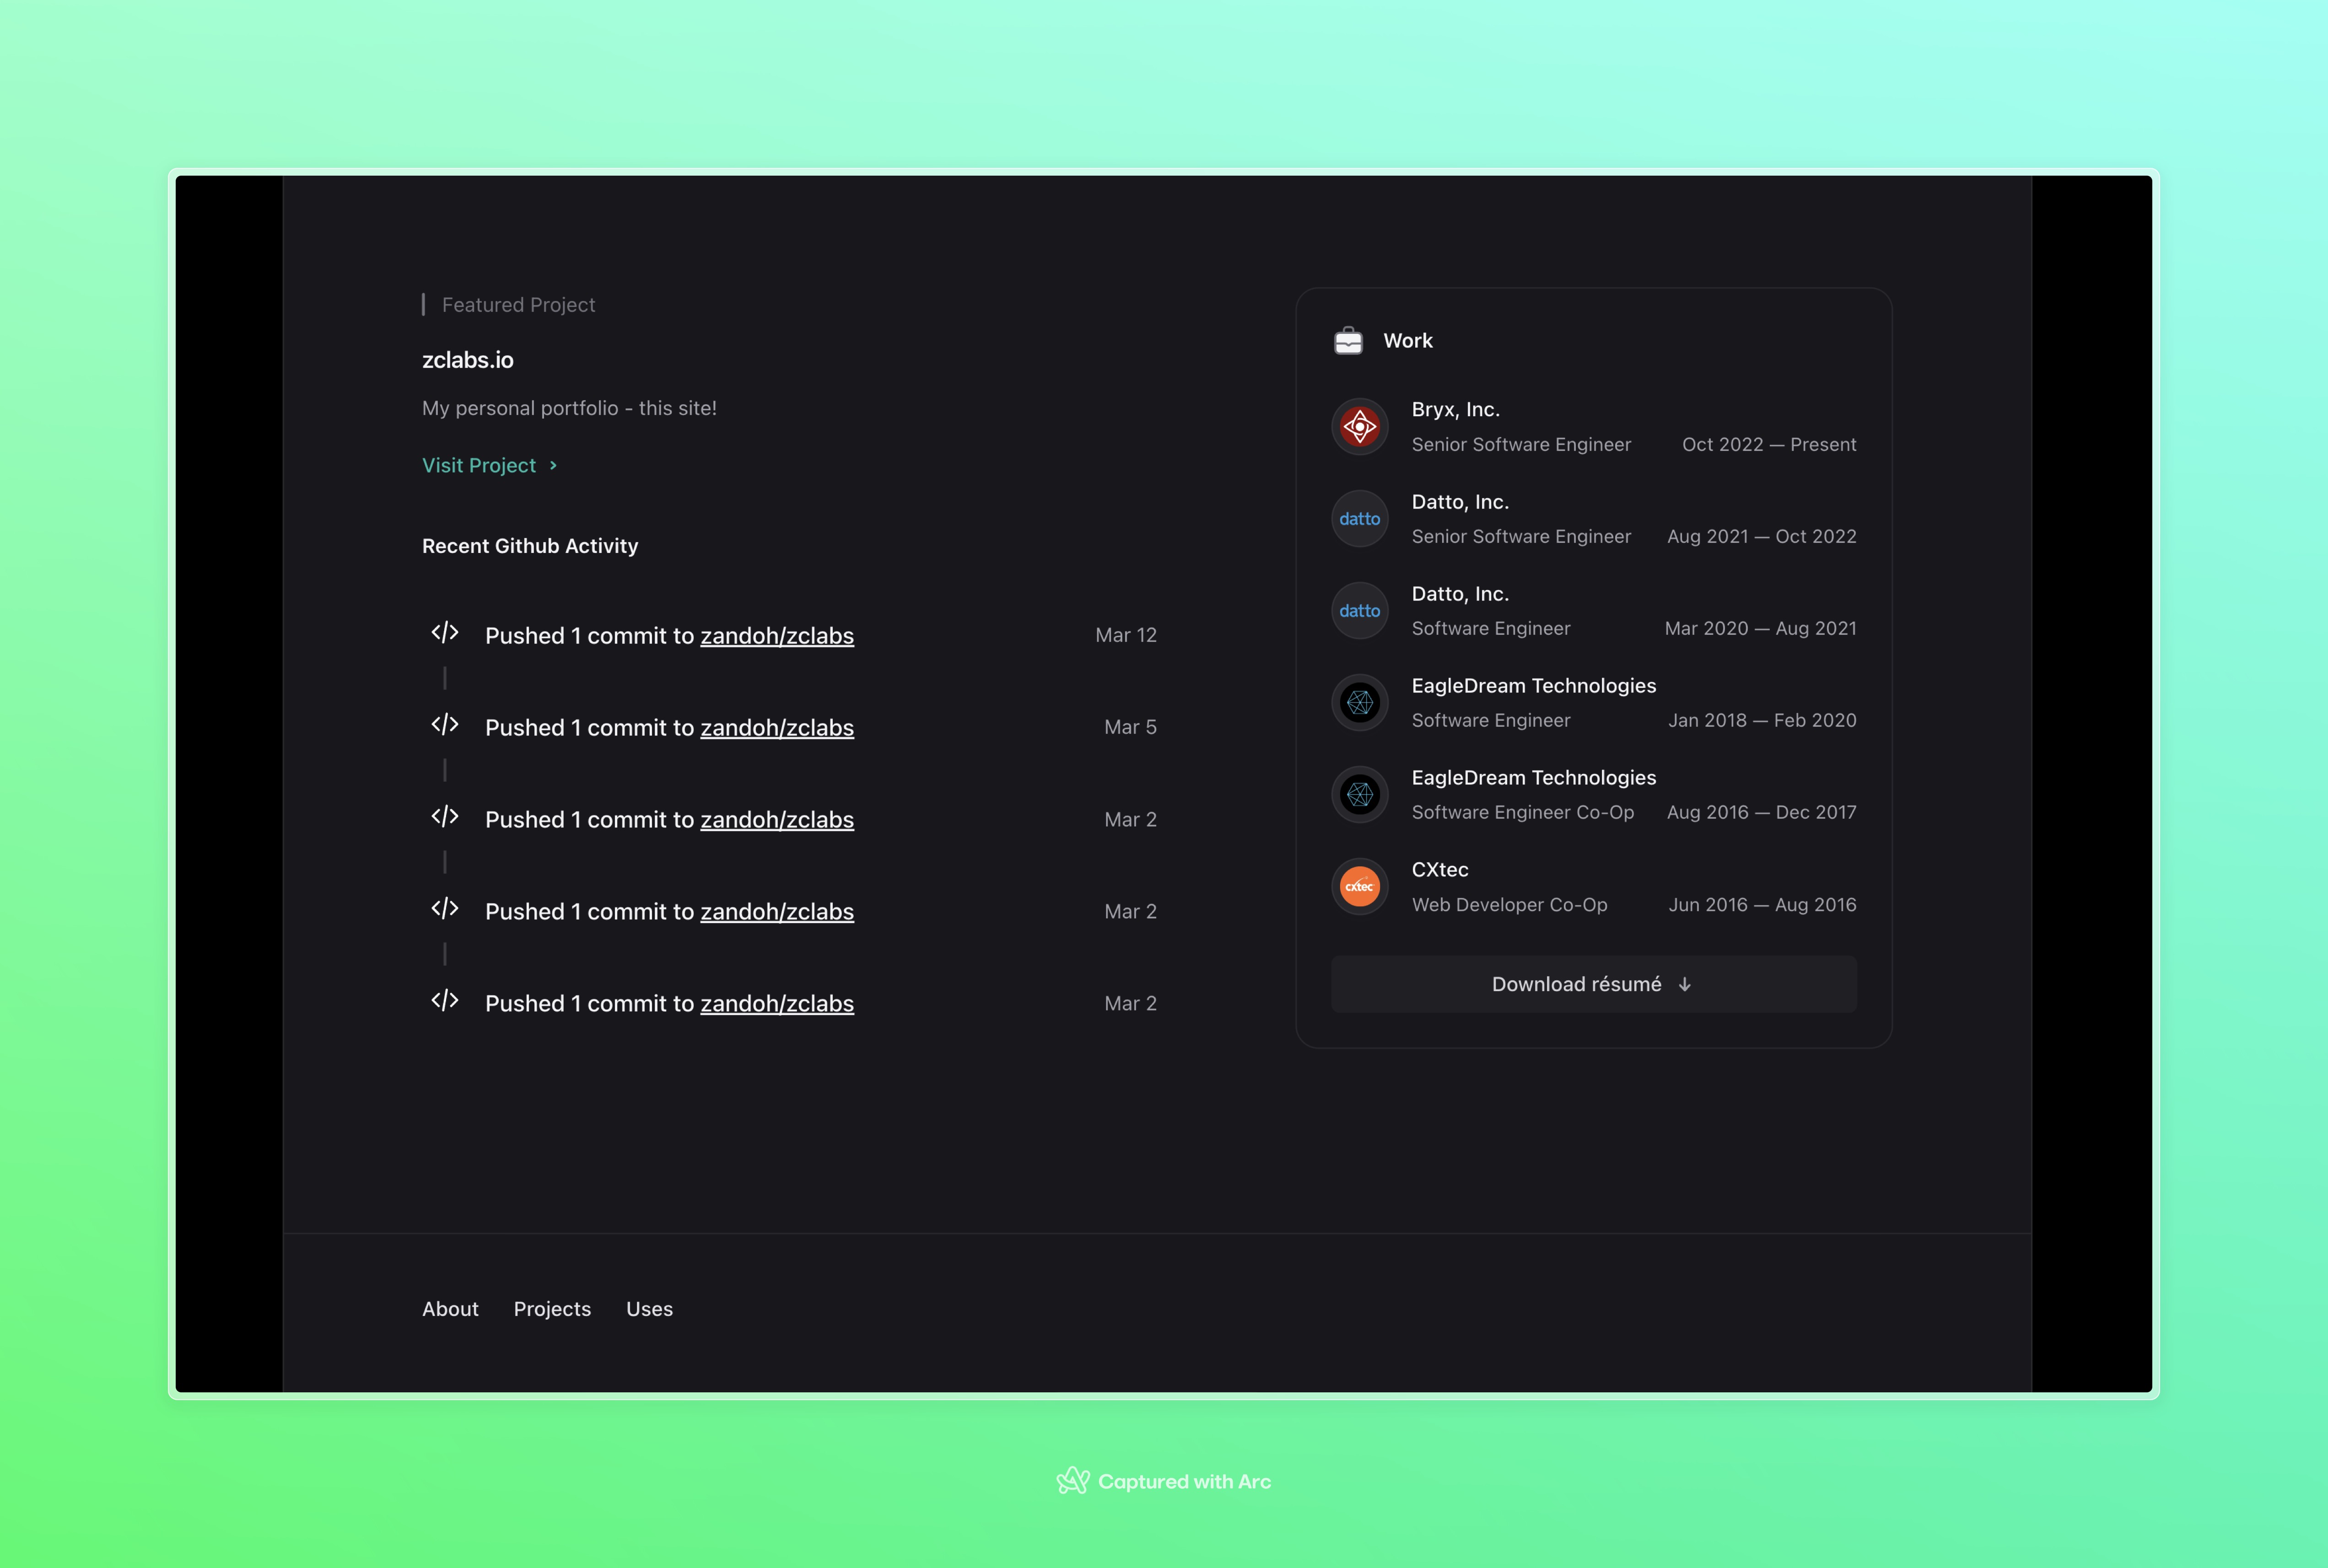 Featured Project
zclabs.io
My personal portfolio - this site!
Visit Project
Recent Github Activity
Pushed 1 commit to zandoh/zclabs Mar 12
Pushed 1 commit to zandoh/zclabs Mar 5
Pushed 1 commit to zandoh/zclabs Mar 2
Pushed 1 commit to zandoh/zclabs Mar 2
Pushed 1 commit to zandoh/zclabs Mar 2
Work
Bryx, Inc.
Senior Software Engineer Oct 2022 — Present
datto
Datto, Inc.
Senior Software Engineer Aug 2021 — Oct 2022
datto
Datto, Inc.
Software Engineer Mar 2020 — Aug 2021
EagleDream Technologies
Software Engineer Jan 2018 — Feb 2020
EagleDream Technologies
Software Engineer Co-Op Aug 2016 — Dec 2017
cxtec
CXtec
Web Developer Co-Op Jun 2016 — Aug 2016
Download résumé
About Projects Uses
Captured with Arc